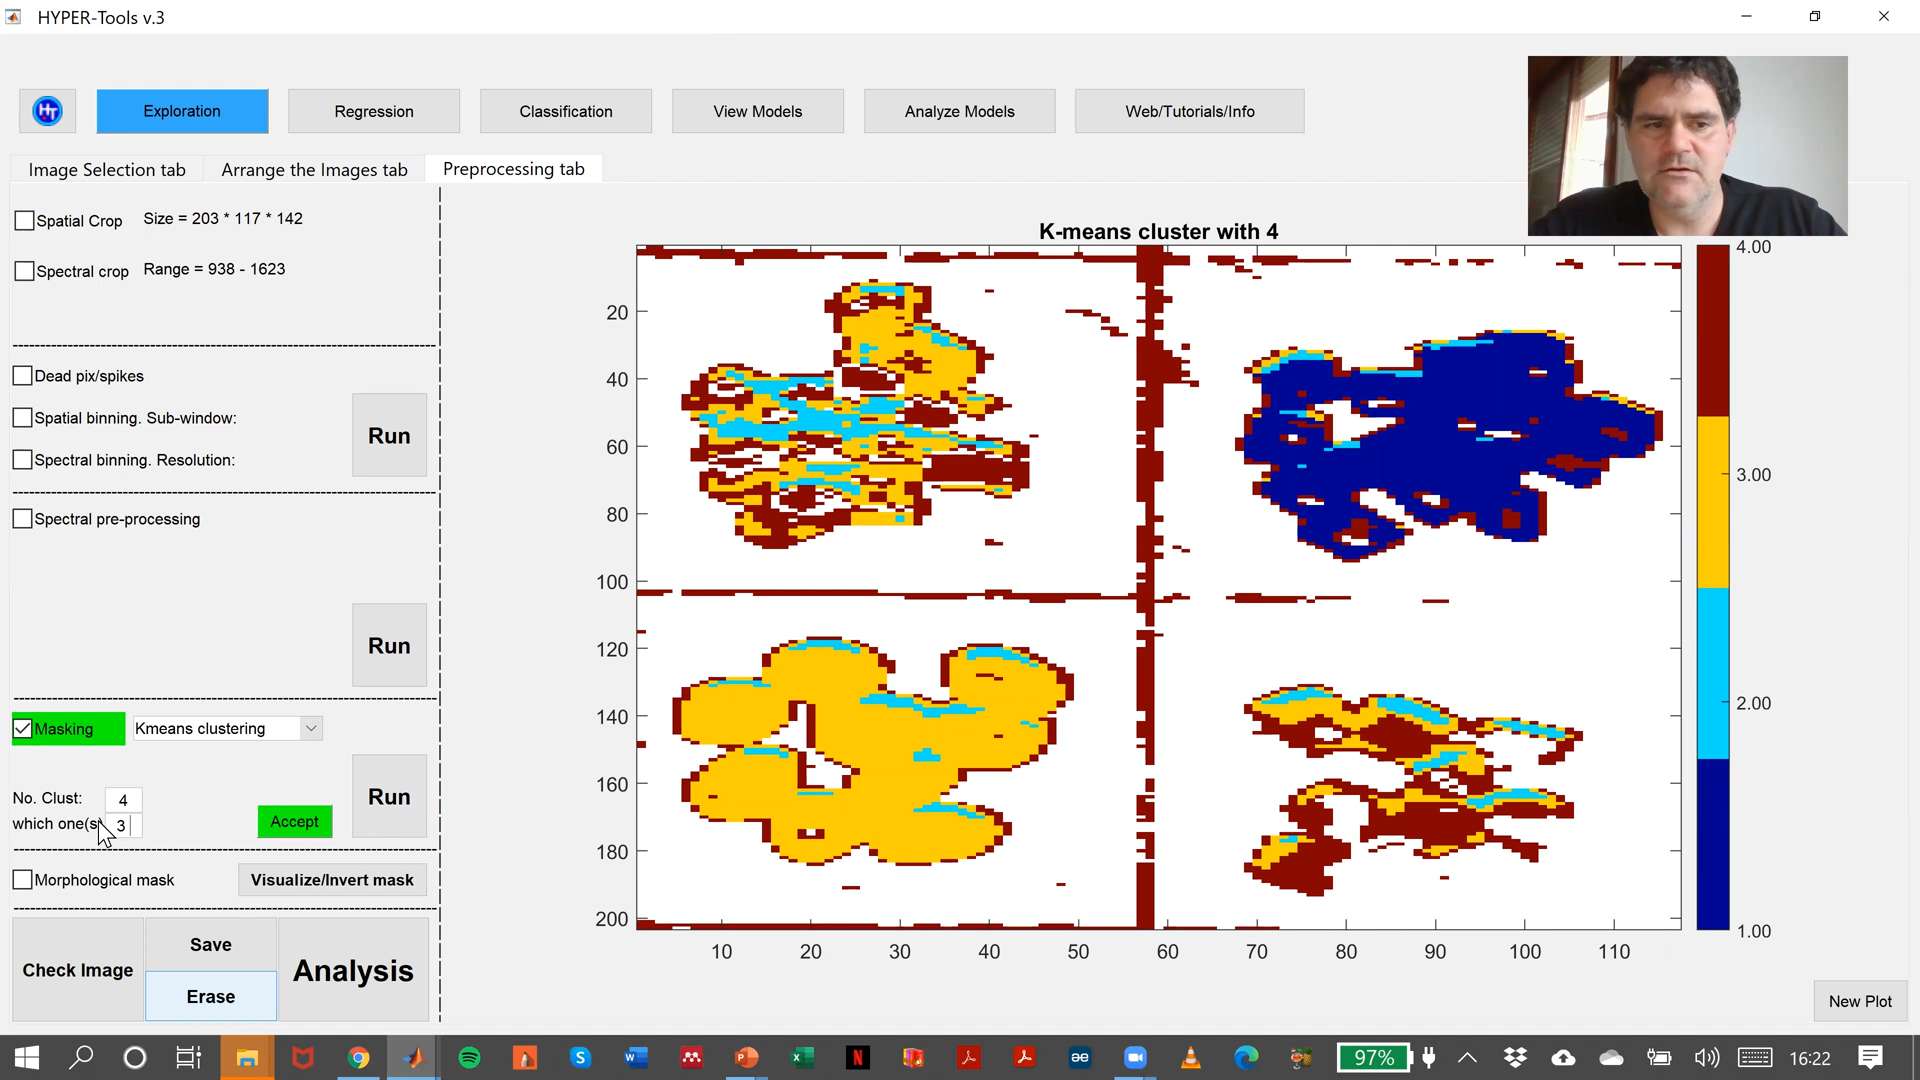 HYPER-Tools v.3
HT
Exploration
Regression
Classification
View Models
Analyze Models
Web/Tutorials/Info
Image Selection tab
Arrange the Images tab
Preprocessing tab
Spatial Crop
Size = 203 * 117 * 142
Spectral crop
Range = 938 - 1623
Dead pix/spikes
Spatial binning. Sub-window:
Spectral binning. Resolution:
Run
Spectral pre-processing
Run
Masking
Kmeans clustering
No. Clust:
4
which one(s)
3
Accept
Run
Morphological mask
Visualize/Invert mask
Check Image
Save
Erase
Analysis
K-means cluster with 4
20
40
60
80
100
120
140
160
180
200
10
20
30
40
50
60
70
80
90
100
110
4.00
3.00
2.00
1.00
New Plot
97%
16:22